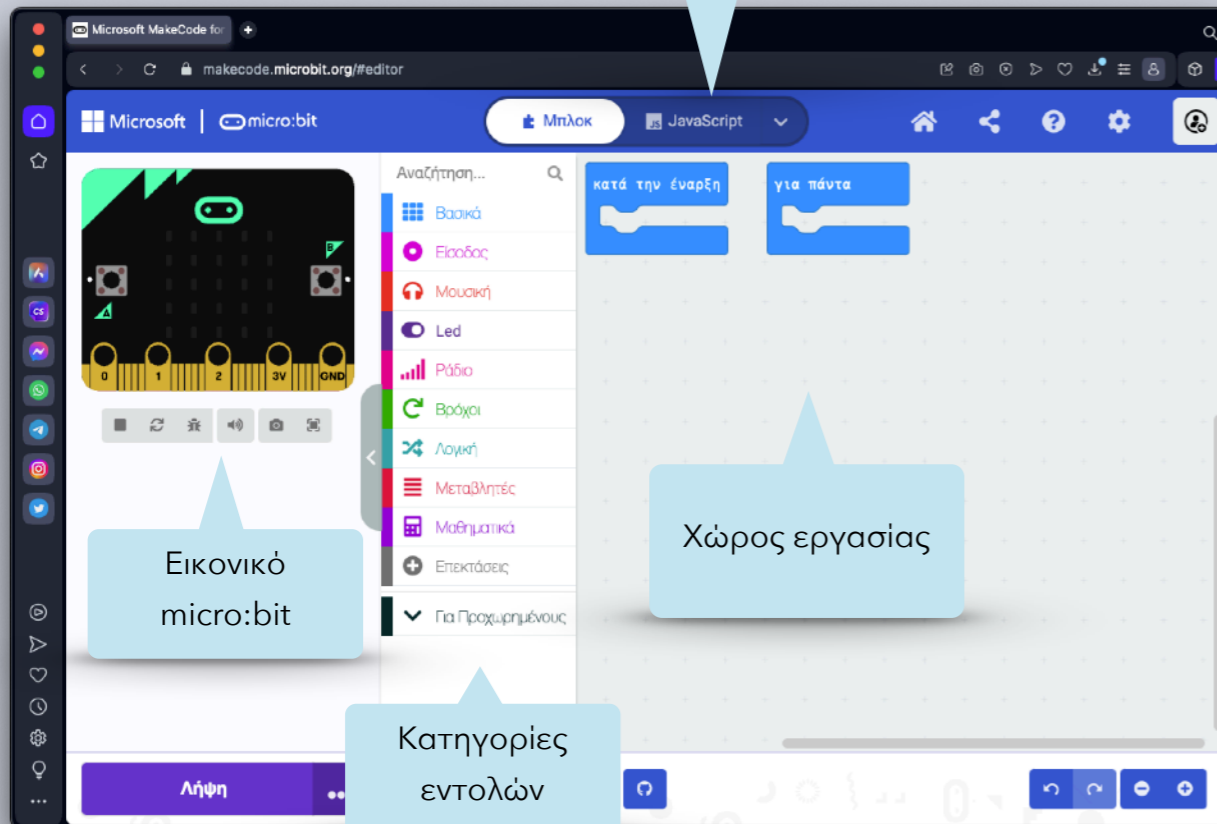 Microsoft MakeCode for
makecode.microbit.org/#editor
Microsoft
micro:bit
Μπλοκ
JS
JavaScript
Αναζήτηση...
Βασικά
Είσοδος
Μουσική
Led
Ράδιο
Βρόχοι
Λογική
Μεταβλητές
Μαθηματικά
Επεκτάσεις
Για Προχωρημένους
κατά την έναρξη
για πάντα
B
A
0 1 2 3V GND
CS
Εικονικό
micro:bit
Χώρος εργασίας
Κατηγορίες
εντολών
Λήψη